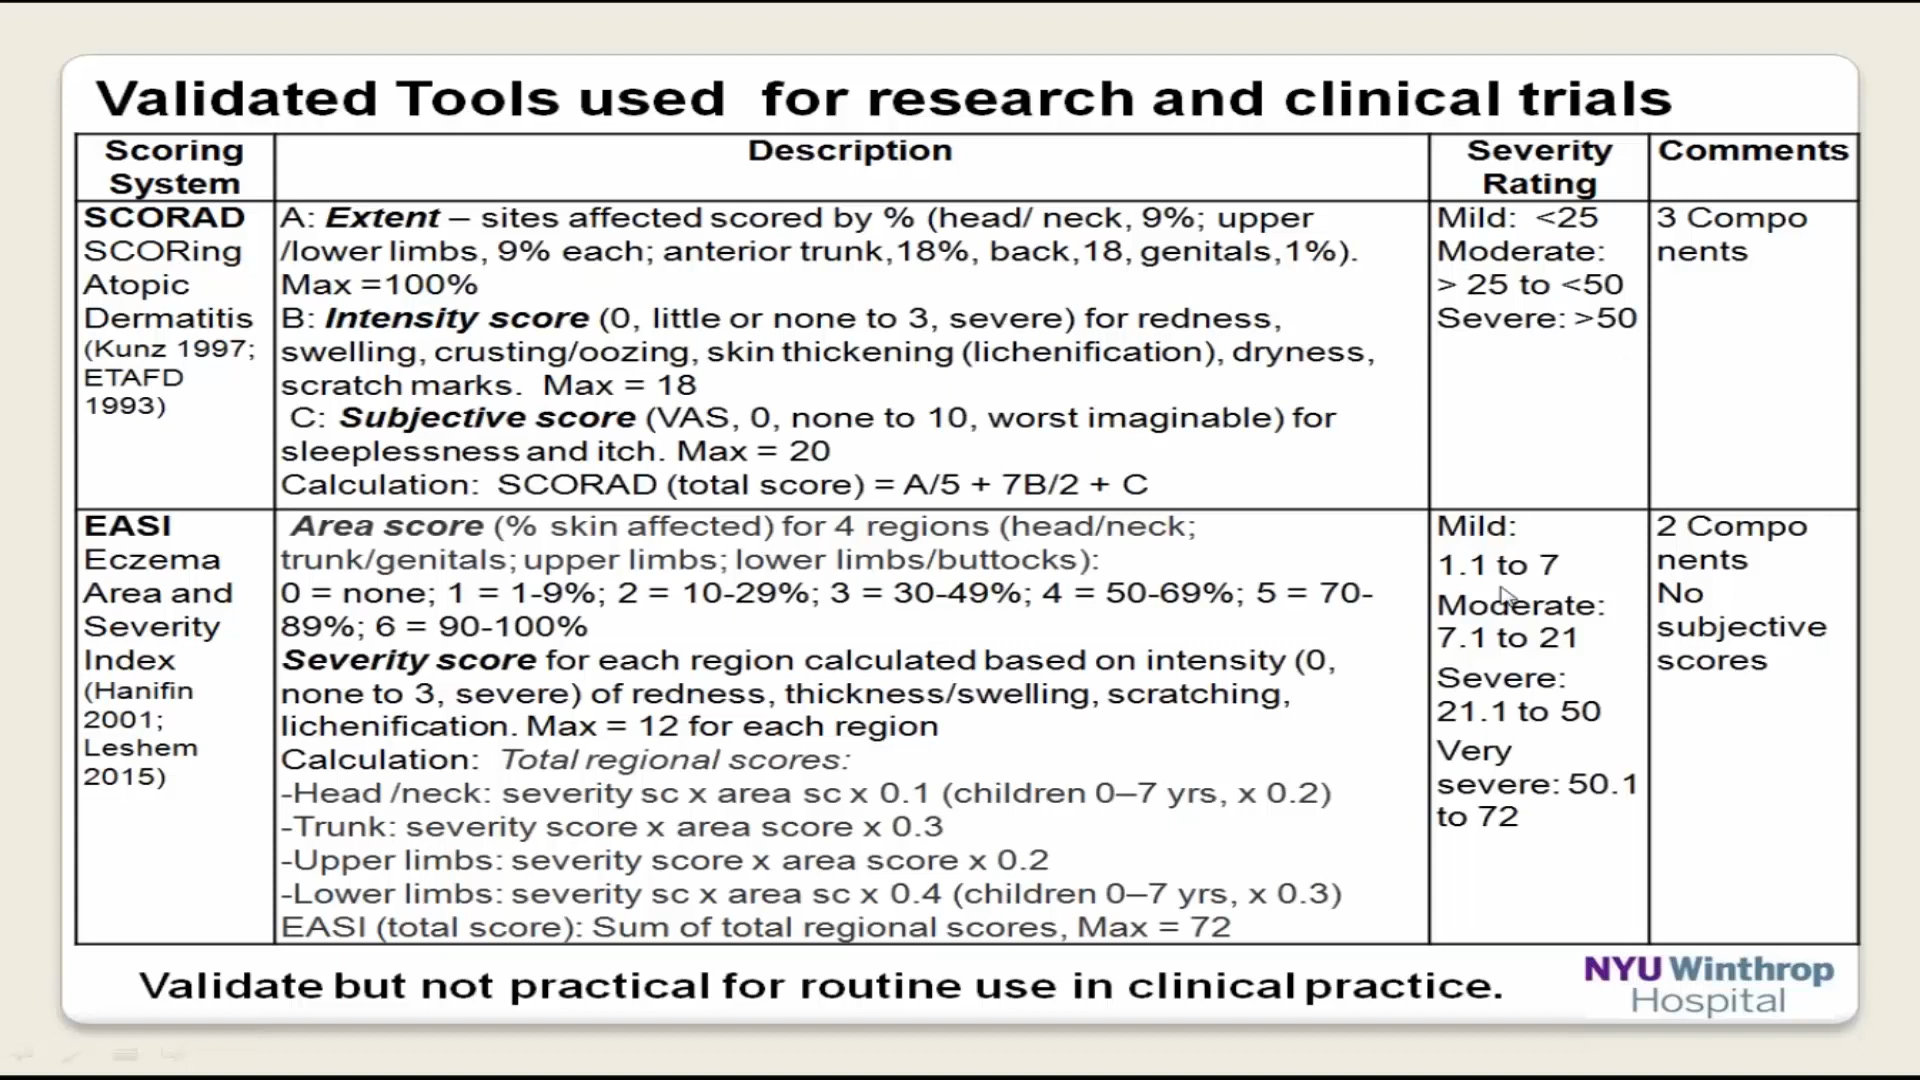 Validated Tools used for research and clinical trials
Scoring System
Description
Severity Rating
Comments
SCORAD
SCORing
Atopic
Dermatitis
(Kunz 1997;
ETAFD
1993)
A: Extent – sites affected scored by % (head/ neck, 9%; upper
/lower limbs, 9% each; anterior trunk,18%, back,18, genitals,1%).
Max =100%
B: Intensity score (0, little or none to 3, severe) for redness,
swelling, crusting/oozing, skin thickening (lichenification), dryness,
scratch marks. Max = 18
C: Subjective score (VAS, 0, none to 10, worst imaginable) for
sleeplessness and itch. Max = 20
Calculation: SCORAD (total score) = A/5 + 7B/2 + C
Mild: <25
Moderate:
> 25 to <50
Severe: >50
3 Compo
nents
EASI
Eczema
Area and
Severity
Index
(Hanifin
2001;
Leshem
2015)
Area score (% skin affected) for 4 regions (head/neck;
trunk/genitals; upper limbs; lower limbs/buttocks):
0 = none; 1 = 1-9%; 2 = 10-29%; 3 = 30-49%; 4 = 50-69%; 5 = 70-
89%; 6 = 90-100%
Severity score for each region calculated based on intensity (0,
none to 3, severe) of redness, thickness/swelling, scratching,
lichenification. Max = 12 for each region
Calculation: Total regional scores:
-Head /neck: severity sc x area sc x 0.1 (children 0–7 yrs, x 0.2)
-Trunk: severity score x area score x 0.3
-Upper limbs: severity score x area score x 0.2
-Lower limbs: severity sc x area sc x 0.4 (children 0–7 yrs, x 0.3)
EASI (total score): Sum of total regional scores, Max = 72
Mild:
1.1 to 7
Moderate:
7.1 to 21
Severe:
21.1 to 50
Very
severe: 50.1
to 72
2 Compo
nents
No
subjective
scores
Validate but not practical for routine use in clinical practice.
NYU Winthrop
Hospital